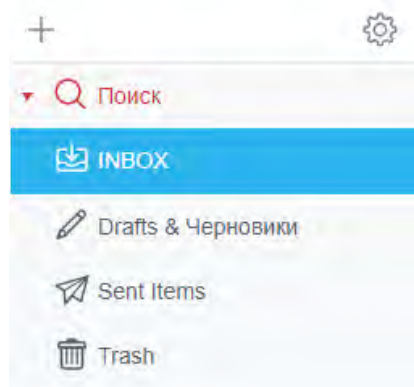 Поиск
INBOX
Drafts & Черновики
Sent Items
Trash